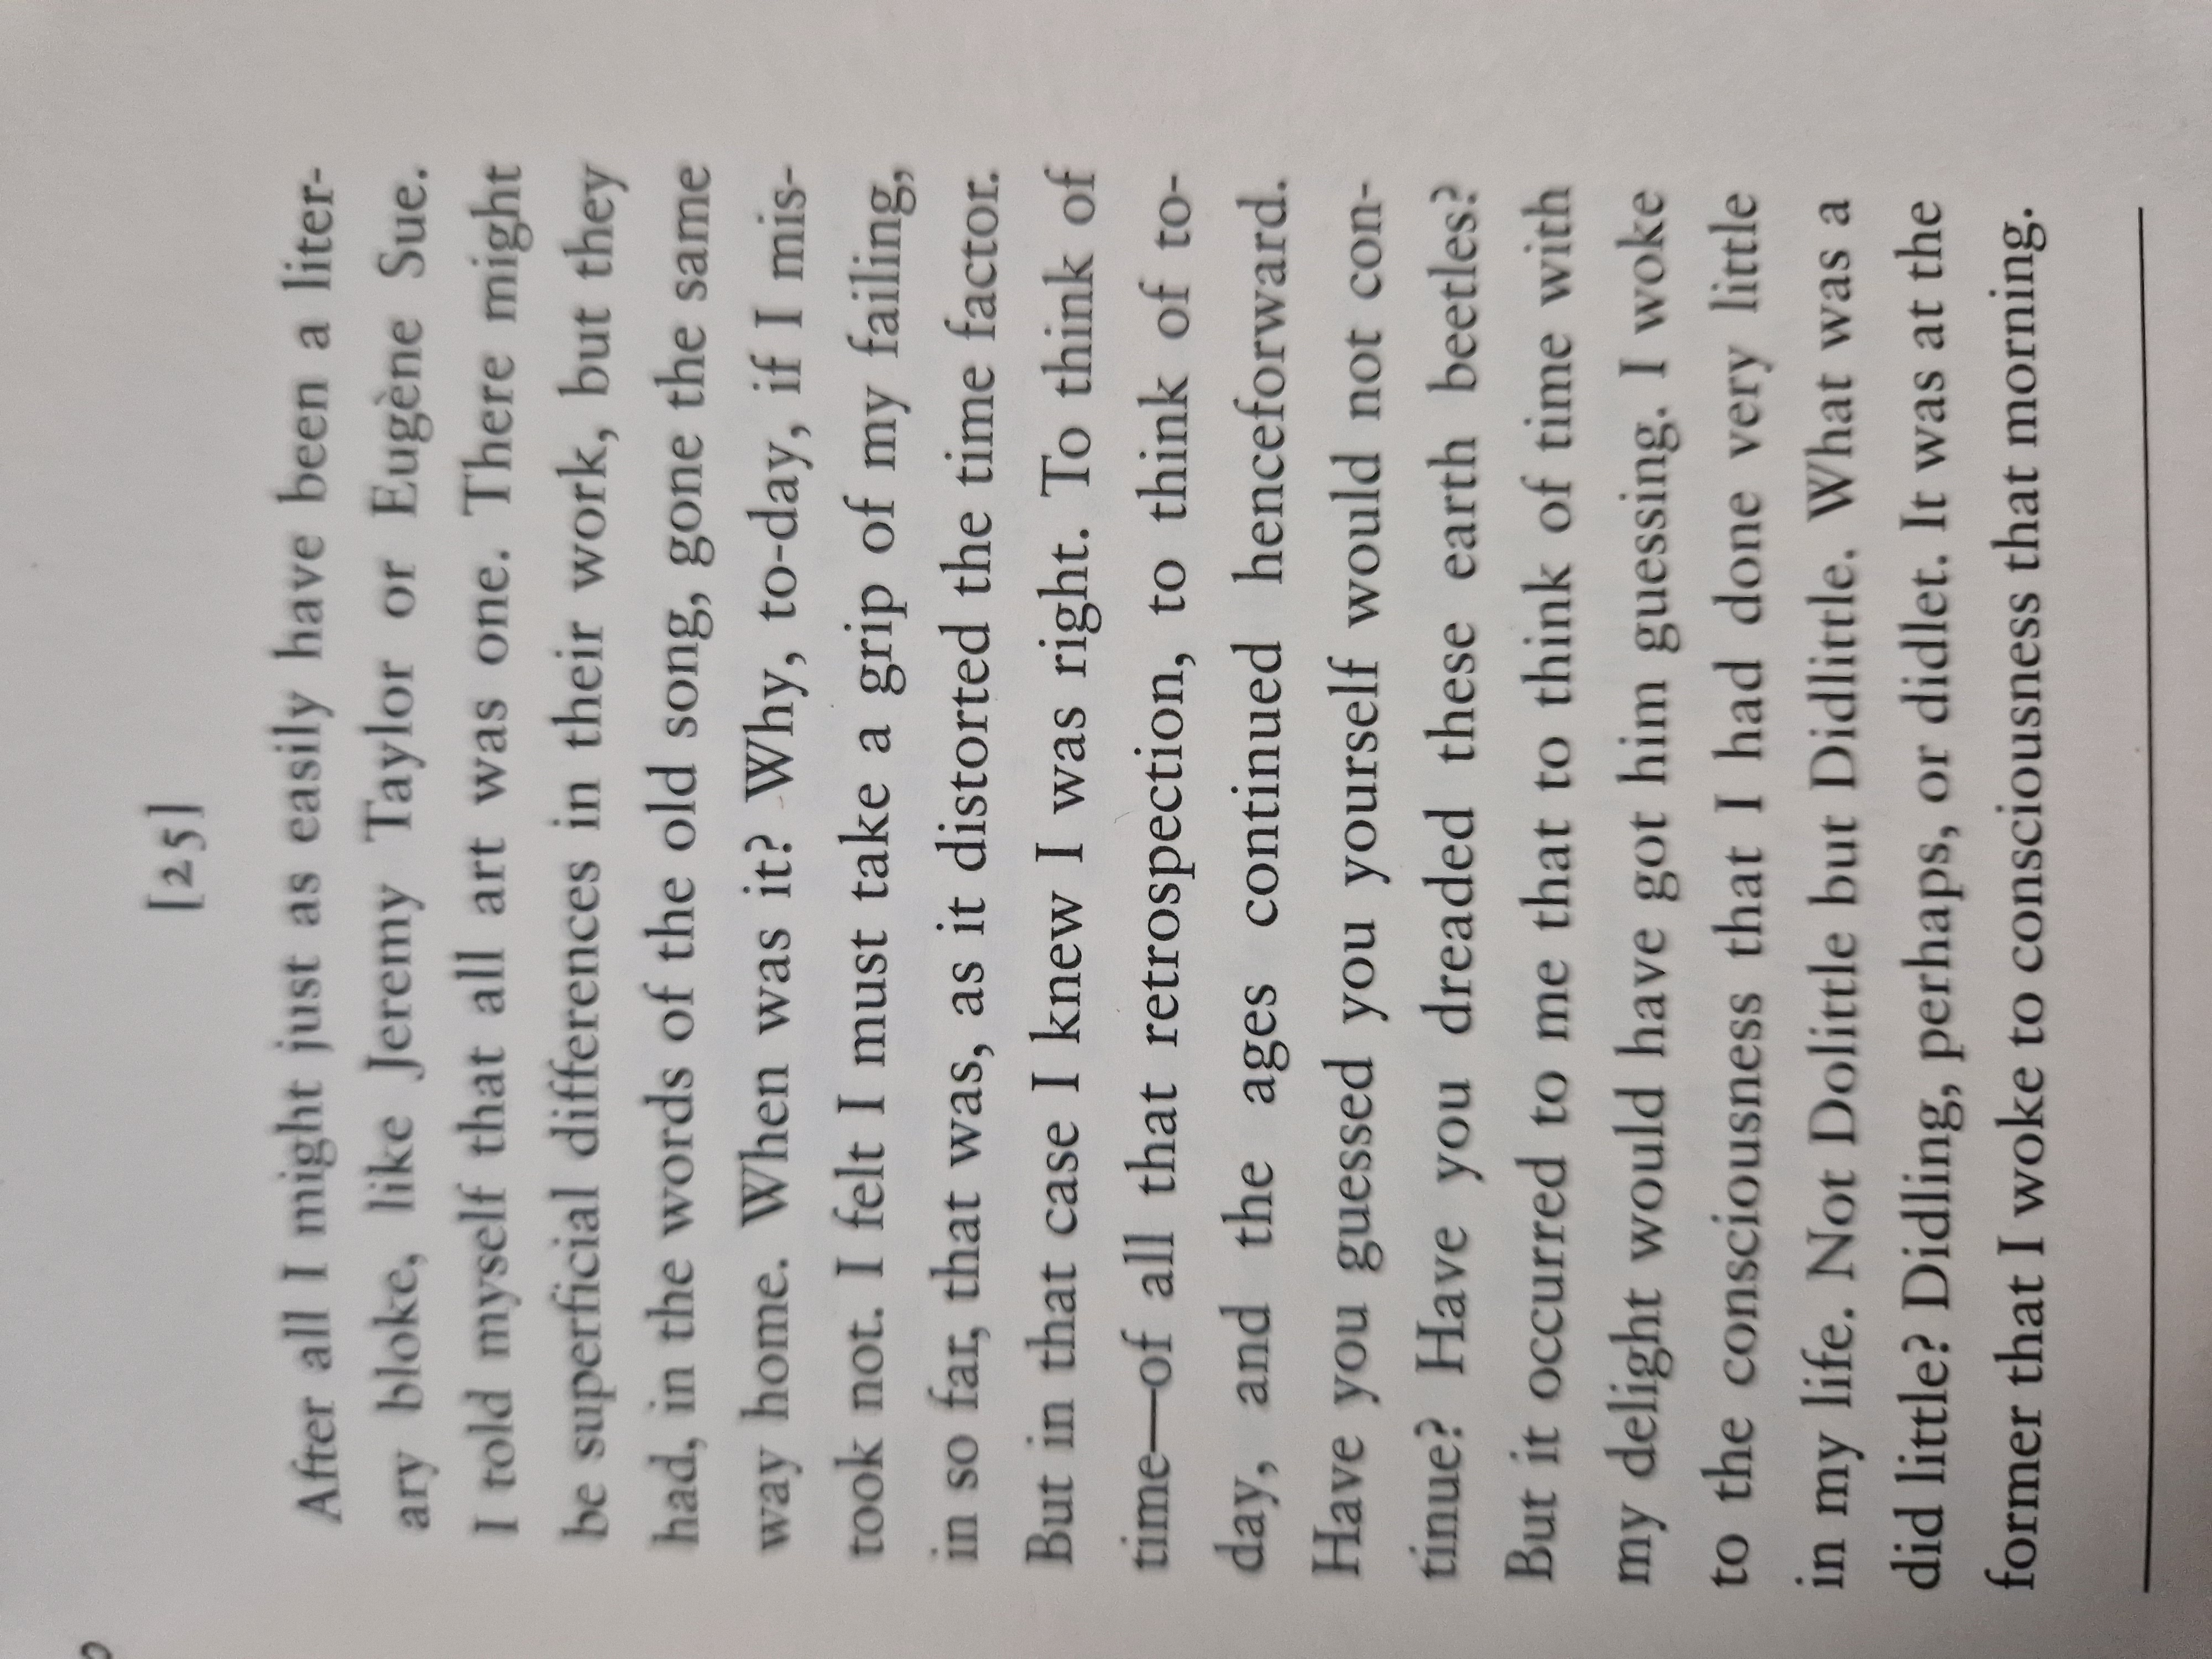 [25]
After all I might just as easily have been a liter-
ary bloke, like Jeremy Taylor or Eugène Sue.
I told myself that all art was one. There might
be superficial differences in their work, but they
had, in the words of the old song, gone the same
way home. When was it? Why, to-day, if I mis-
took not. I felt I must take a grip of my failing,
in so far, that was, as it distorted the time factor.
But in that case I knew I was right. To think of
time—of all that retrospection, to think of to-
day, and the ages continued henceforward.
Have you guessed you yourself would not con-
tinue? Have you dreaded these earth beetles?
But it occurred to me that to think of time with
my delight would have got him guessing. I woke
to the consciousness that I had done very little
in my life. Not Dolittle but Didlittle. What was a
did little? Didling, perhaps, or didlet. It was at the
former that I woke to consciousness that morning.